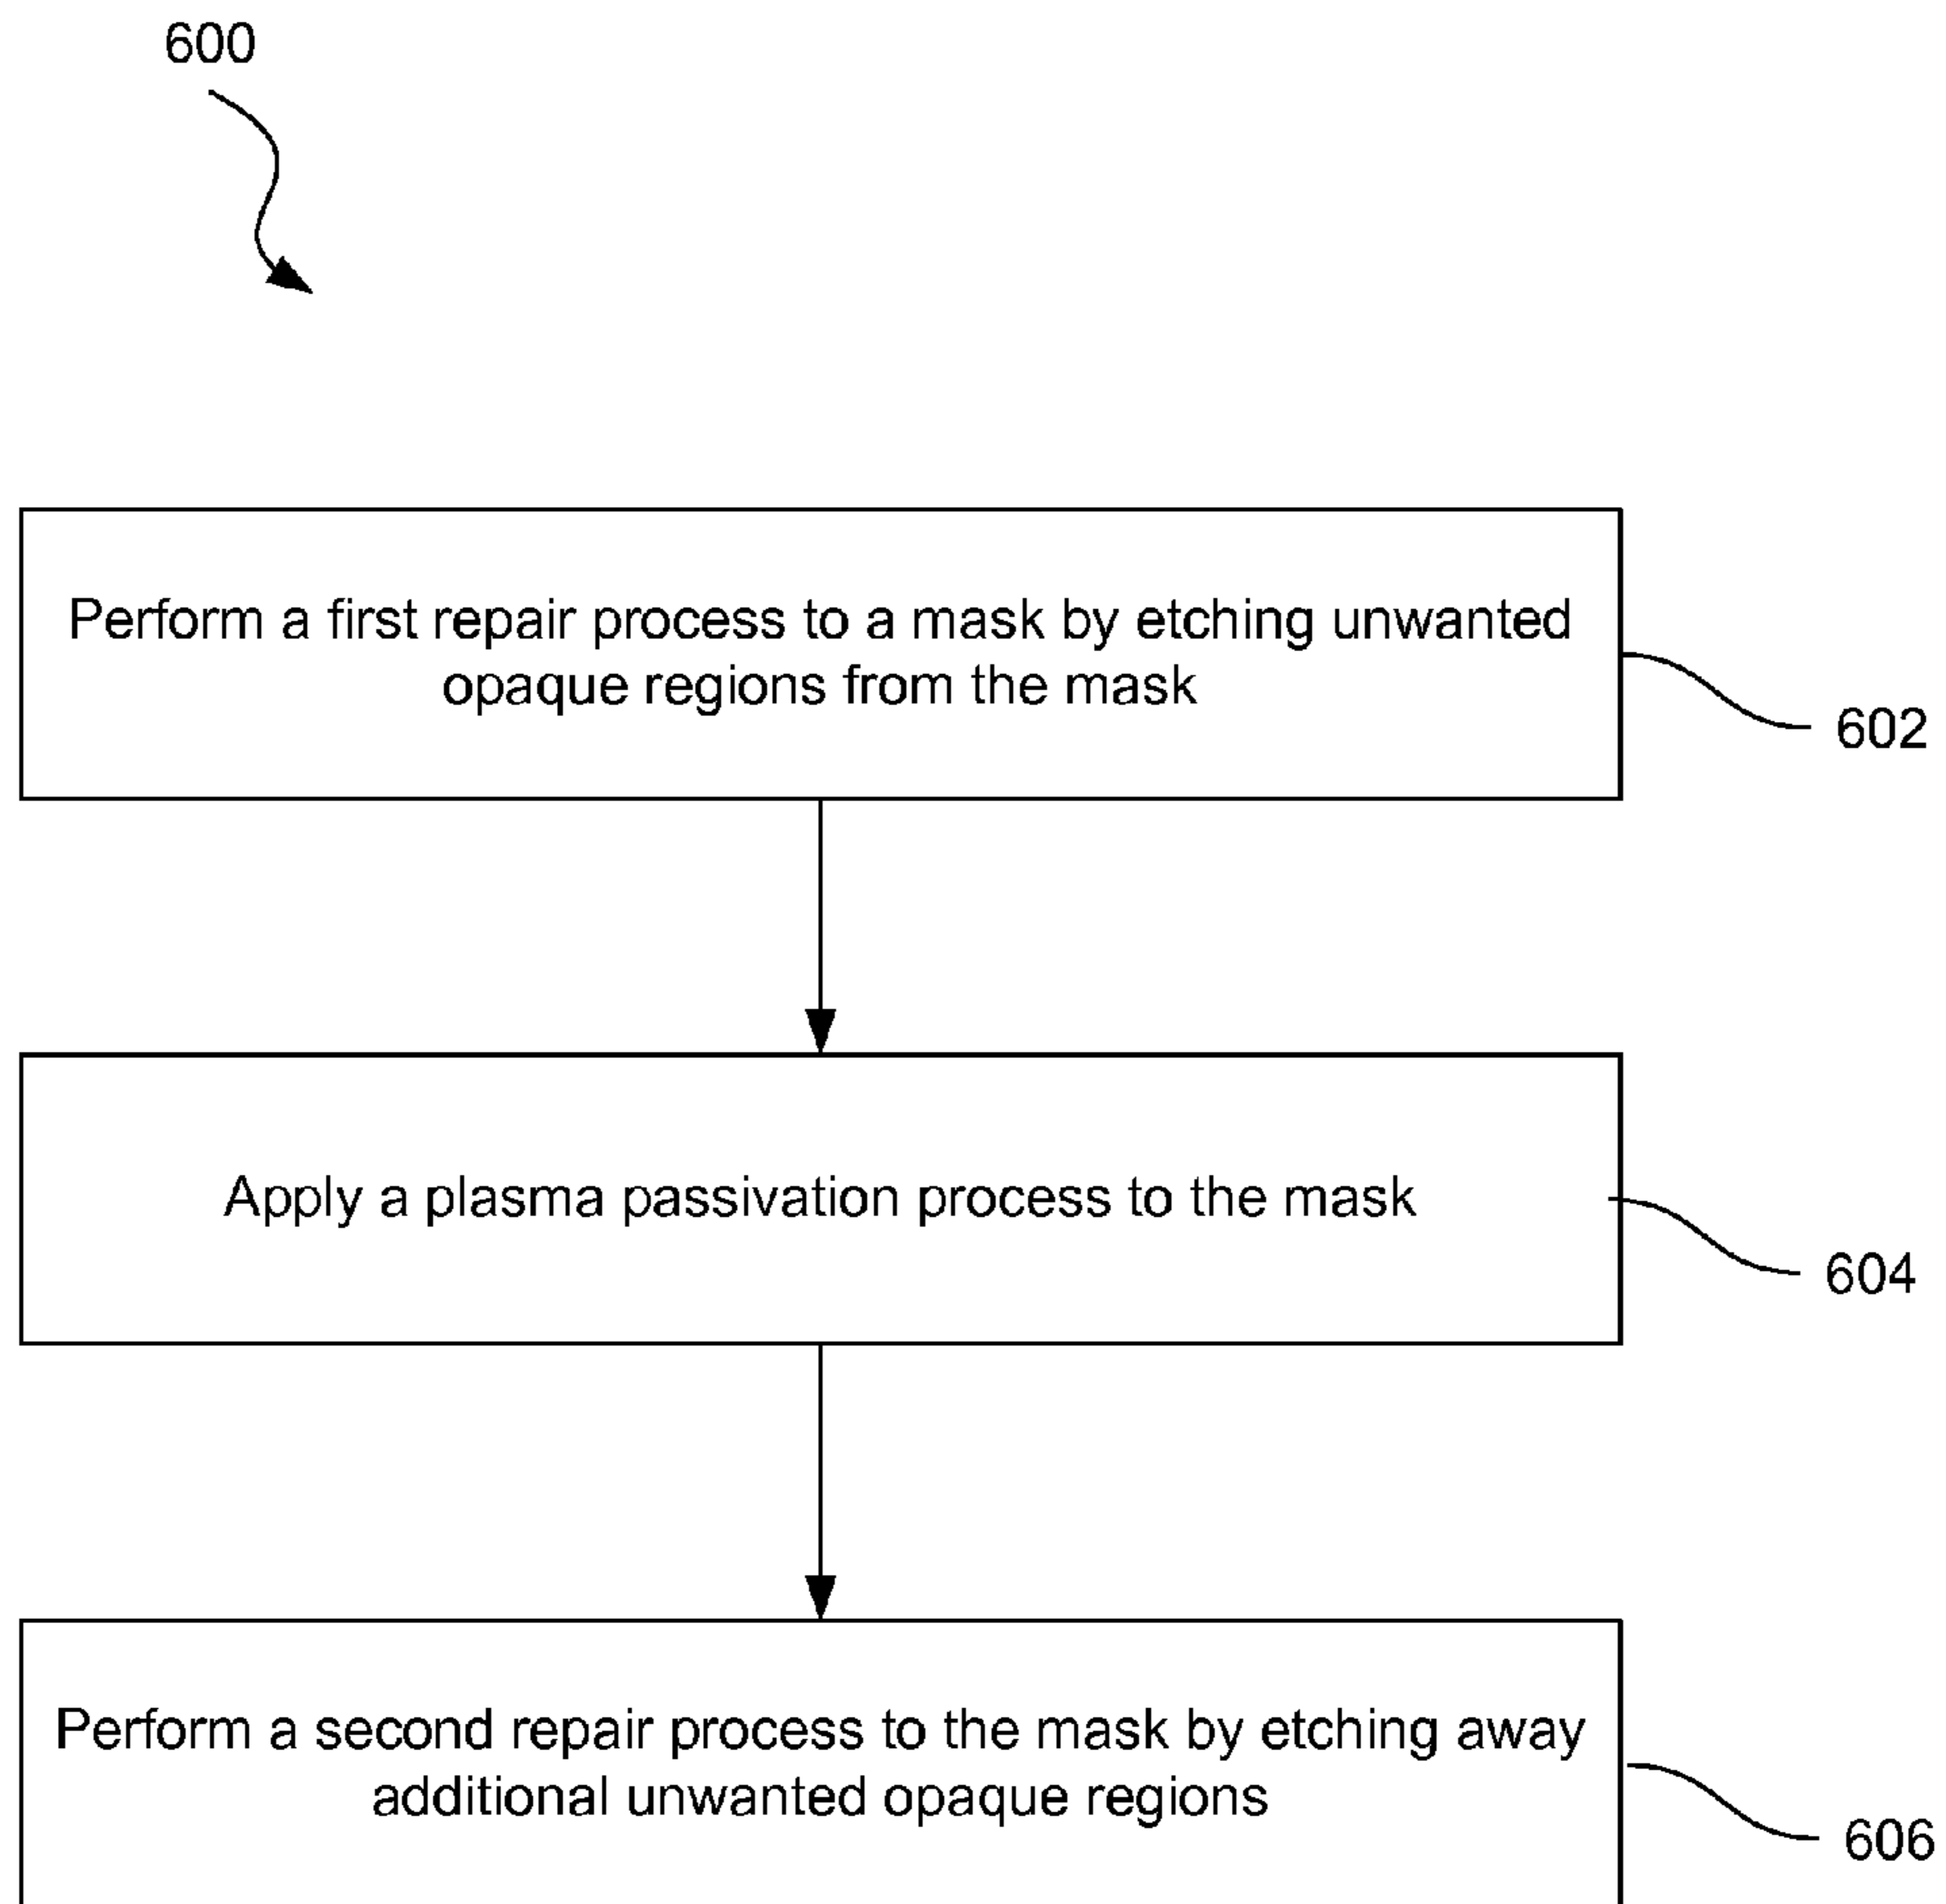 600
Perform a first repair process to a mask by etching unwanted
opaque regions from the mask
602
Apply a plasma passivation process to the mask
604
Perform a second repair process to the mask by etching away
additional unwanted opaque regions
606